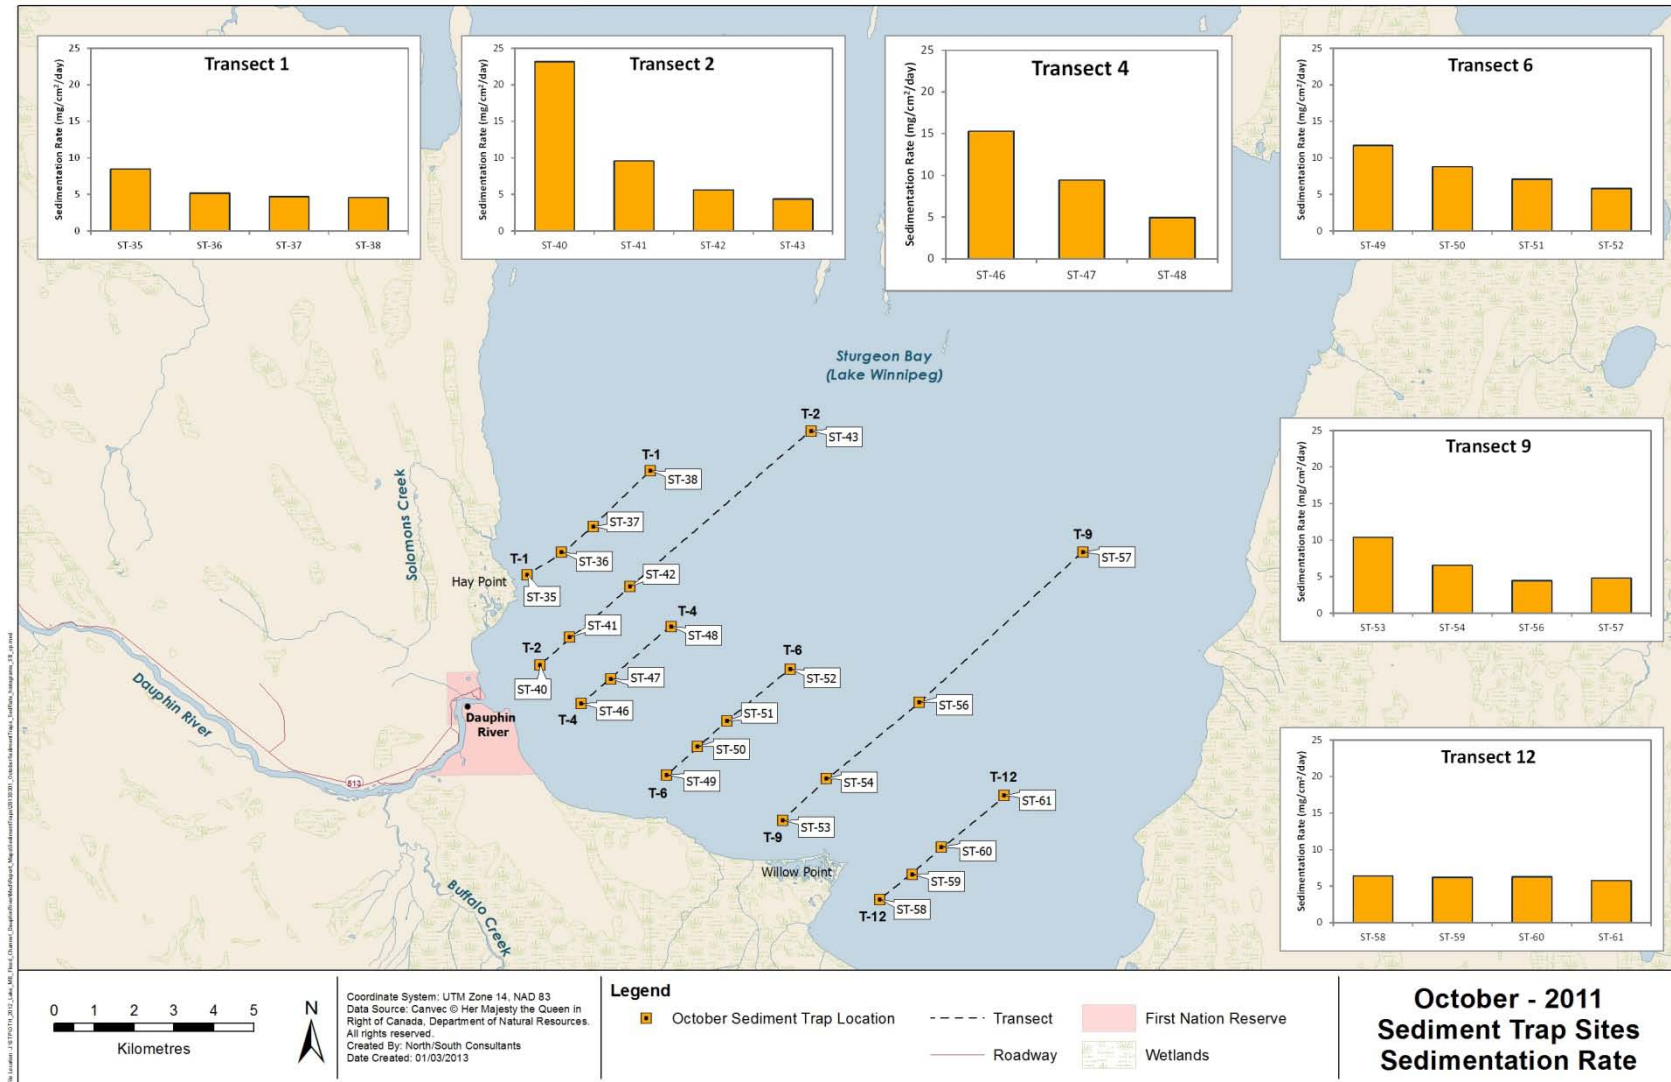 Transect 1
Sedimentation Rate (mg/cm²/day)
25
20
15
10
5
0
ST-35 ST-36 ST-37 ST-38
Transect 2
Sedimentation Rate (mg/cm²/day)
25
20
15
10
5
0
ST-40 ST-41 ST-42 ST-43
Transect 4
Sedimentation Rate (mg/cm²/day)
25
20
15
10
5
0
ST-46 ST-47 ST-48
Transect 6
Sedimentation Rate (mg/cm²/day)
25
20
15
10
5
0
ST-49 ST-50 ST-51 ST-52
Sturgeon Bay
(Lake Winnipeg)
T-2
ST-43
T-1
ST-38
ST-37
ST-36
T-1
ST-35
Hay Point
Solomons Creek
T-9
ST-57
ST-42
ST-41
T-2
ST-40
T-4
ST-48
ST-47
ST-46
T-4
T-6
ST-52
ST-51
ST-50
ST-49
T-6
ST-56
ST-54
ST-53
T-9
T-12
ST-61
ST-60
ST-59
ST-58
T-12
Willow Point
Dauphin River
Dauphin
River
513
Buffalo Creek
Transect 9
Sedimentation Rate (mg/cm²/day)
25
20
15
10
5
0
ST-53 ST-54 ST-56 ST-57
Transect 12
Sedimentation Rate (mg/cm²/day)
25
20
15
10
5
0
ST-58 ST-59 ST-60 ST-61
0 1 2 3 4 5
Kilometres
N
Coordinate System: UTM Zone 14, NAD 83
Data Source: Canvec © Her Majesty the Queen in
Right of Canada, Department of Natural Resources.
All rights reserved.
Created By: North/South Consultants
Date Created: 01/03/2013
Legend
October Sediment Trap Location
Transect
Roadway
First Nation Reserve
Wetlands
October - 2011
Sediment Trap Sites
Sedimentation Rate